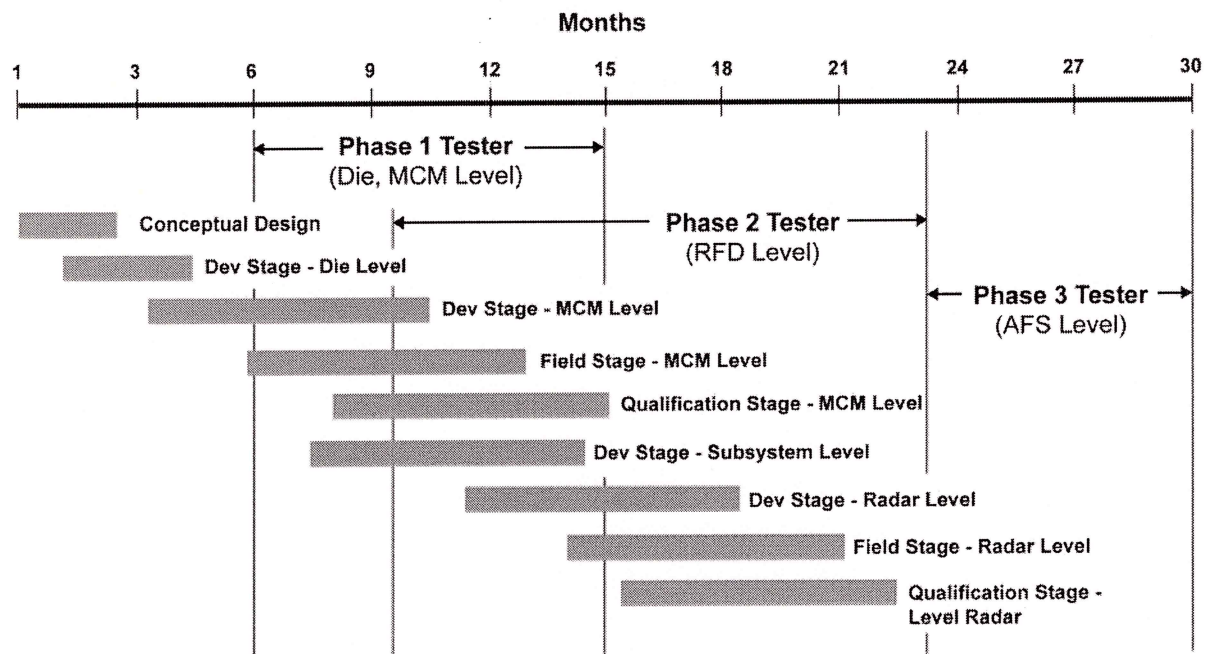 Months
1 3 6 9 12 15 18 21 24 27 30
Phase 1 Tester
(Die, MCM Level)
Conceptual Design
Phase 2 Tester
(RFD Level)
Dev Stage - Die Level
Phase 3 Tester
(AFS Level)
Dev Stage - MCM Level
Field Stage - MCM Level
Qualification Stage - MCM Level
Dev Stage - Subsystem Level
Dev Stage - Radar Level
Field Stage - Radar Level
Qualification Stage -
Level Radar